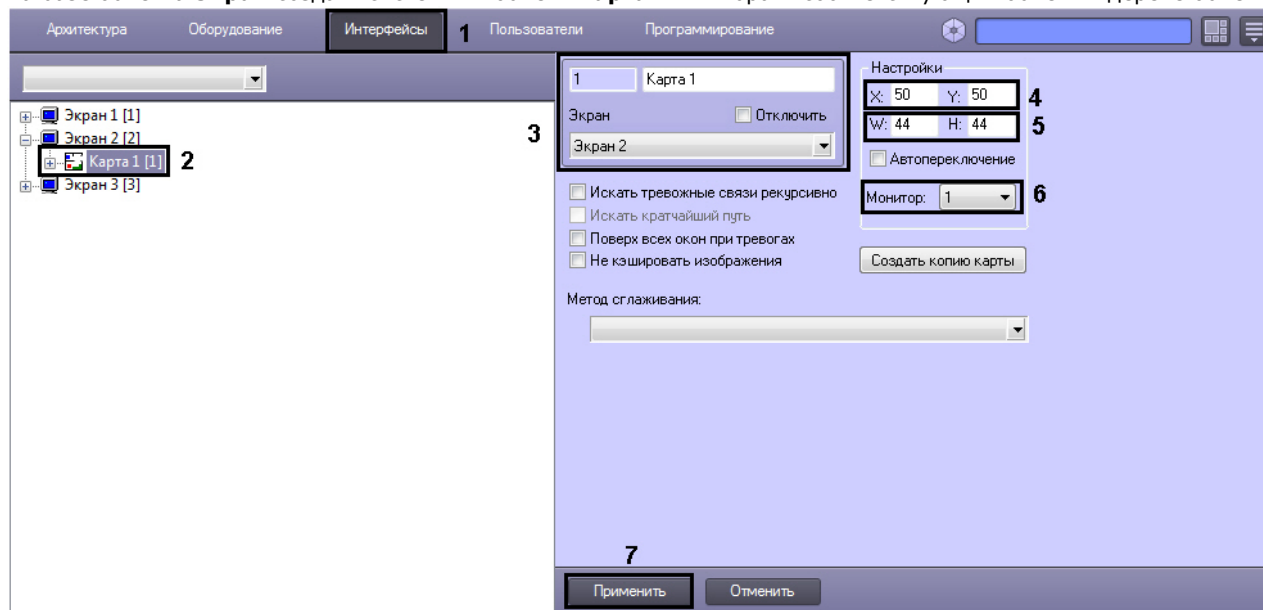 Архитектура Оборудование Интерфейсы 1 Пользователи Программирование
Экран 1 [1]
Экран 2 [2]
Карта 1 [1] 2
Экран 3 [3]
3
1 Карта 1
Экран Отключить
Экран 2
Искать тревожные связи рекурсивно
Искать кратчайший путь
Поверх всех окон при тревогах
Не кэшировать изображения
Метод сглаживания:
Настройки
X: 50 Y: 50 4
W: 44 H: 44 5
Автопереключение
Монитор: 1 6
Создать копию карты
7
Применить Отменить